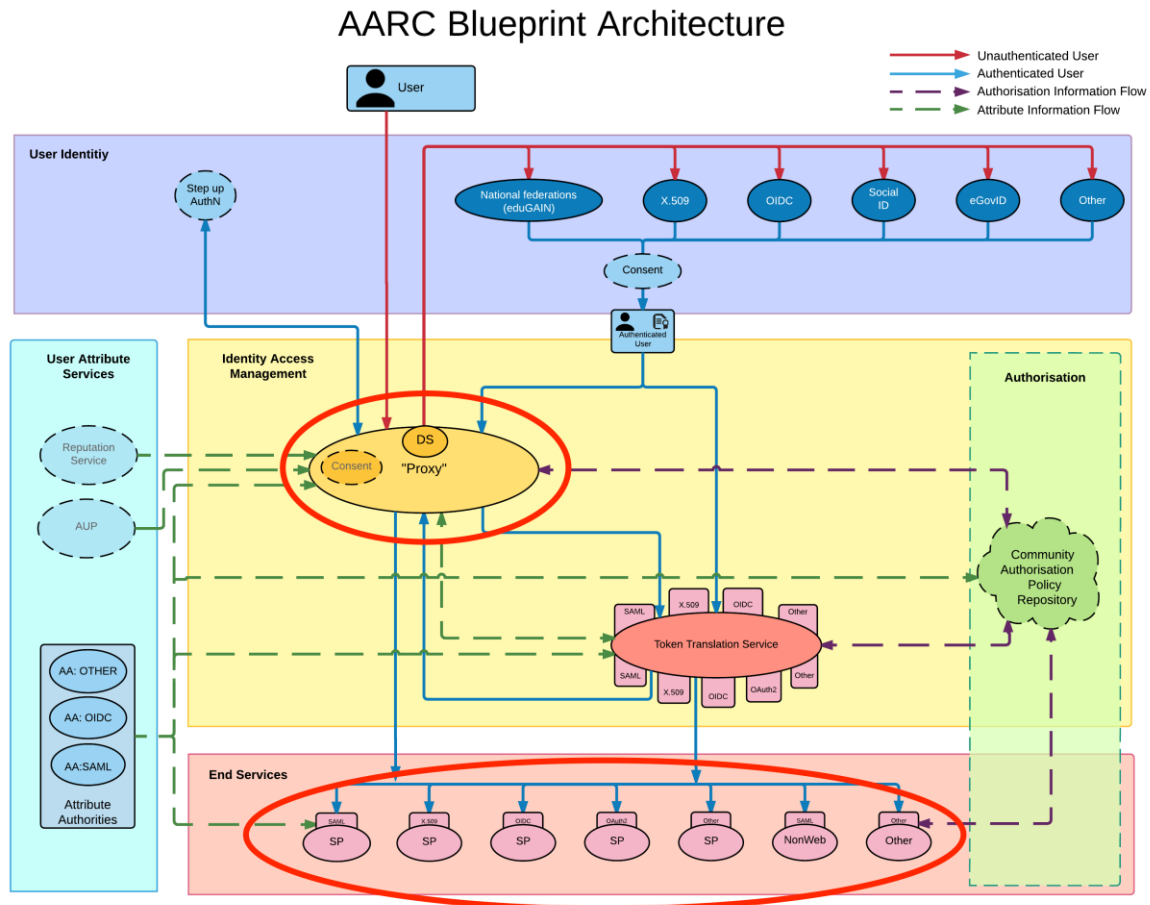 AARC Blueprint Architecture
Unauthenticated User
Authenticated User
Authorisation Information Flow
Attribute Information Flow
User
User Identitiy
Step up
AuthN
National federations
(eduGAIN)
X.509
OIDC
Social
ID
eGovID
Other
Consent
Authenticated
User
User Attribute
Services
Identity Access
Management
Authorisation
Reputation
Service
AUP
DS
Consent
"Proxy"
Community
Authorisation
Policy
Repository
SAML
X.509
OIDC
Other
Token Translation Service
SAML
X.509
OIDC
OAuth2
Other
AA: OTHER
AA: OIDC
AA:SAML
Attribute
Authorities
End Services
SAML
SP
X.509
SP
OIDC
SP
OAuth2
SP
Other
SP
SAML
NonWeb
Other
Other